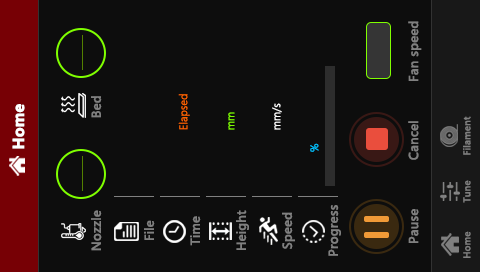 Home
Nozzle
Bed
File
Time
Elapsed
Height
mm
Speed
mm/s
Progress
%
Pause
Cancel
Fan speed
Home
Tune
Filament